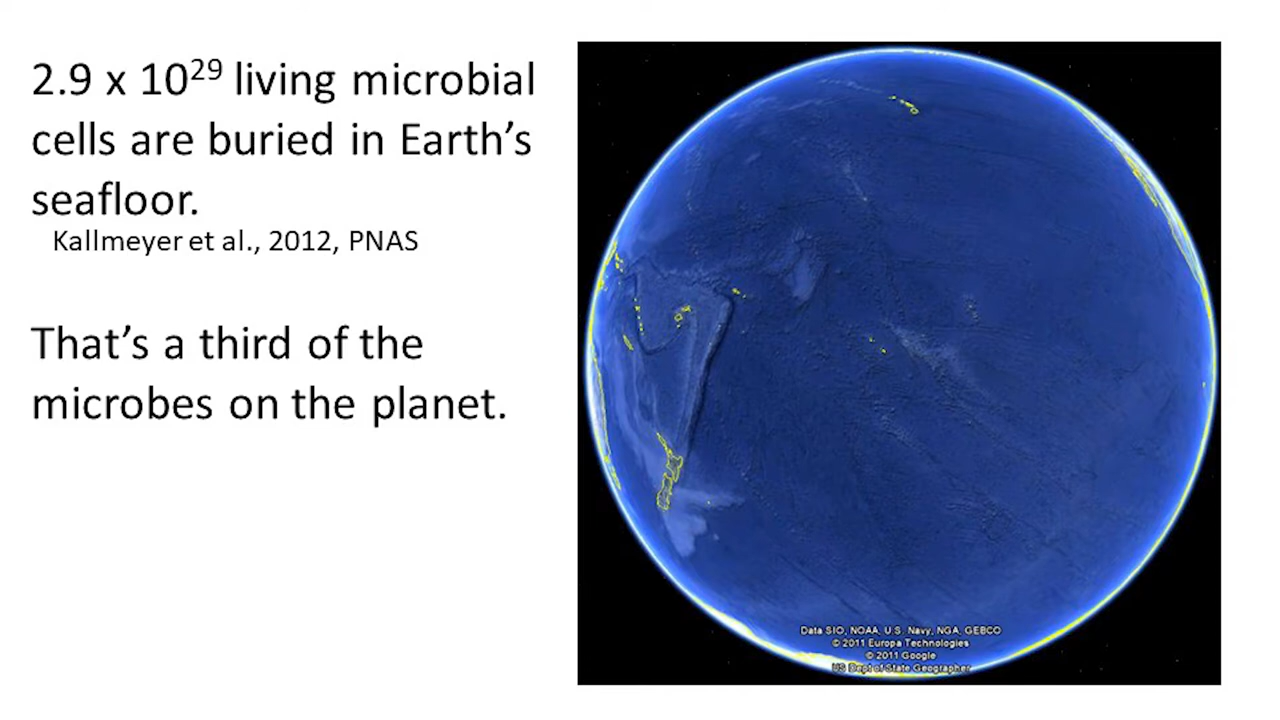 2.9 x 10²⁹ living microbial
cells are buried in Earth’s
seafloor.
Kallmeyer et al., 2012, PNAS
That’s a third of the
microbes on the planet.
Data SIO, NOAA, U.S. Navy, NGA, GEBCO
© 2011 Europa Technologies
© 2011 Google
US Dept of State Geographer